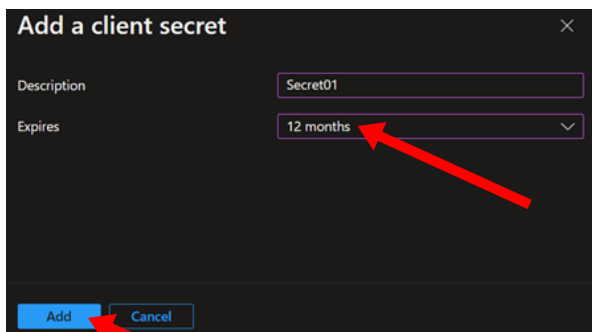 Add a client secret
Description
Secret01
Expires
12 months
Add
Cancel